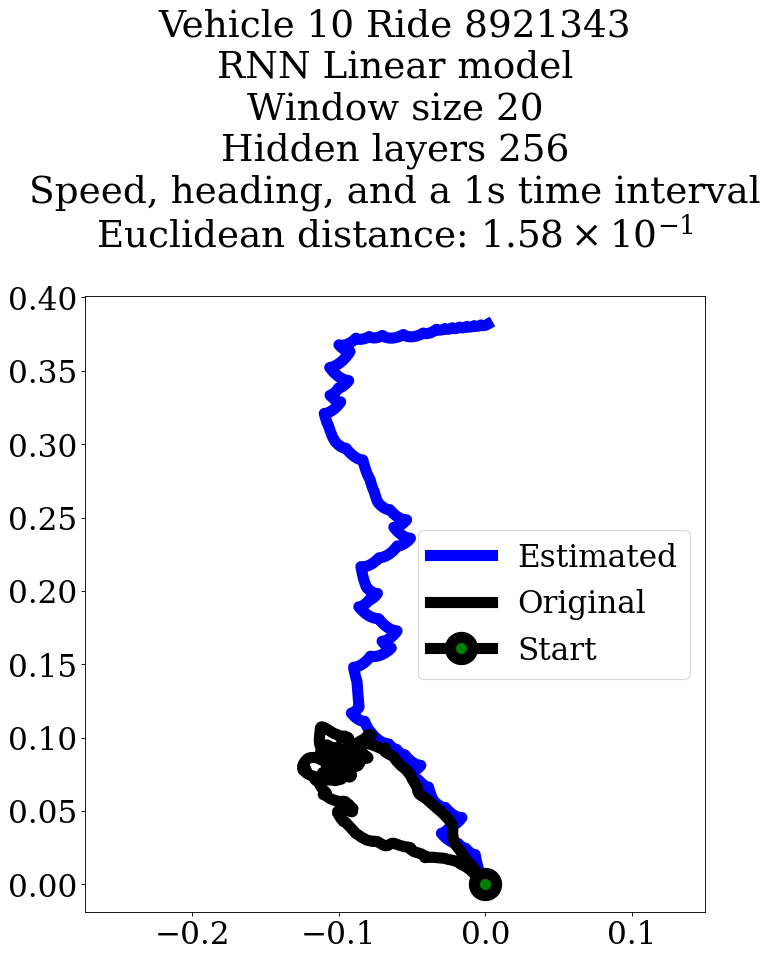 Vehicle 10 Ride 8921343
RNN Linear model
Window size 20
Hidden layers 256
Speed, heading, and a 1s time interval
Euclidean distance: 1.58 × 10⁻¹
0.40
0.35
0.30
0.25
0.20
0.15
0.10
0.05
0.00
Estimated
Original
Start
−0.2
−0.1
0.0
0.1